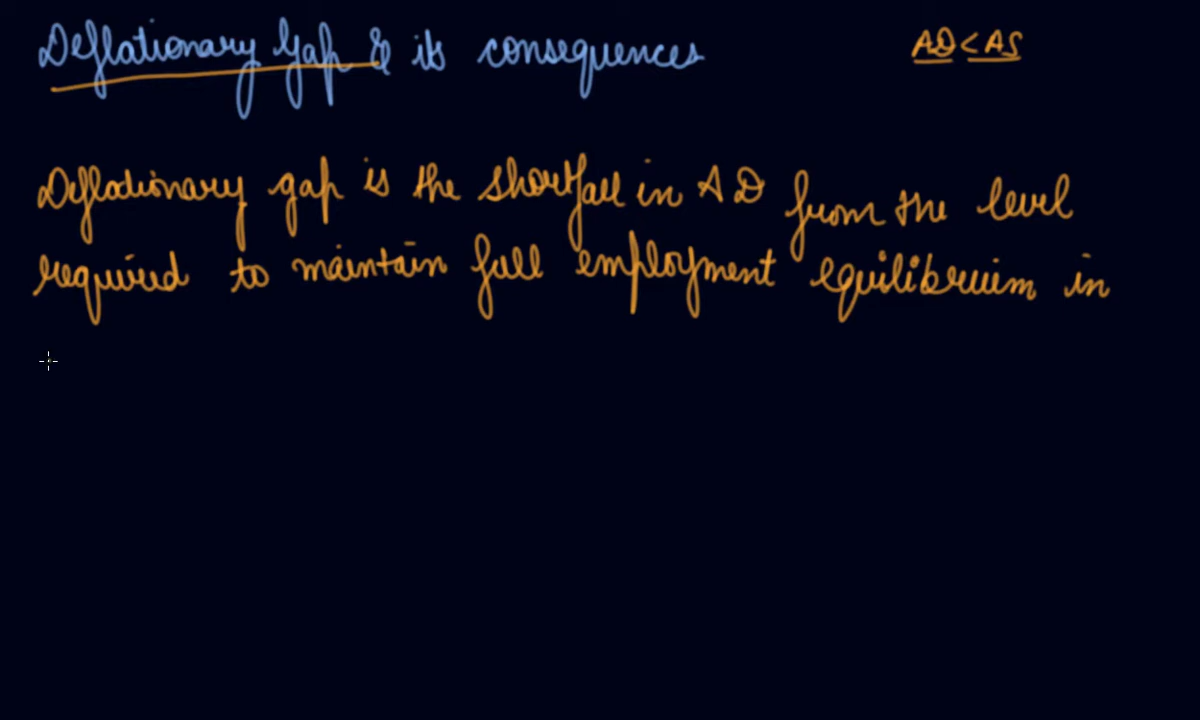 Deflationary Gap & its consequences
AD < AS
Deflationary gap is the shortfall in AD from the level
required to maintain full employment equilibrium in